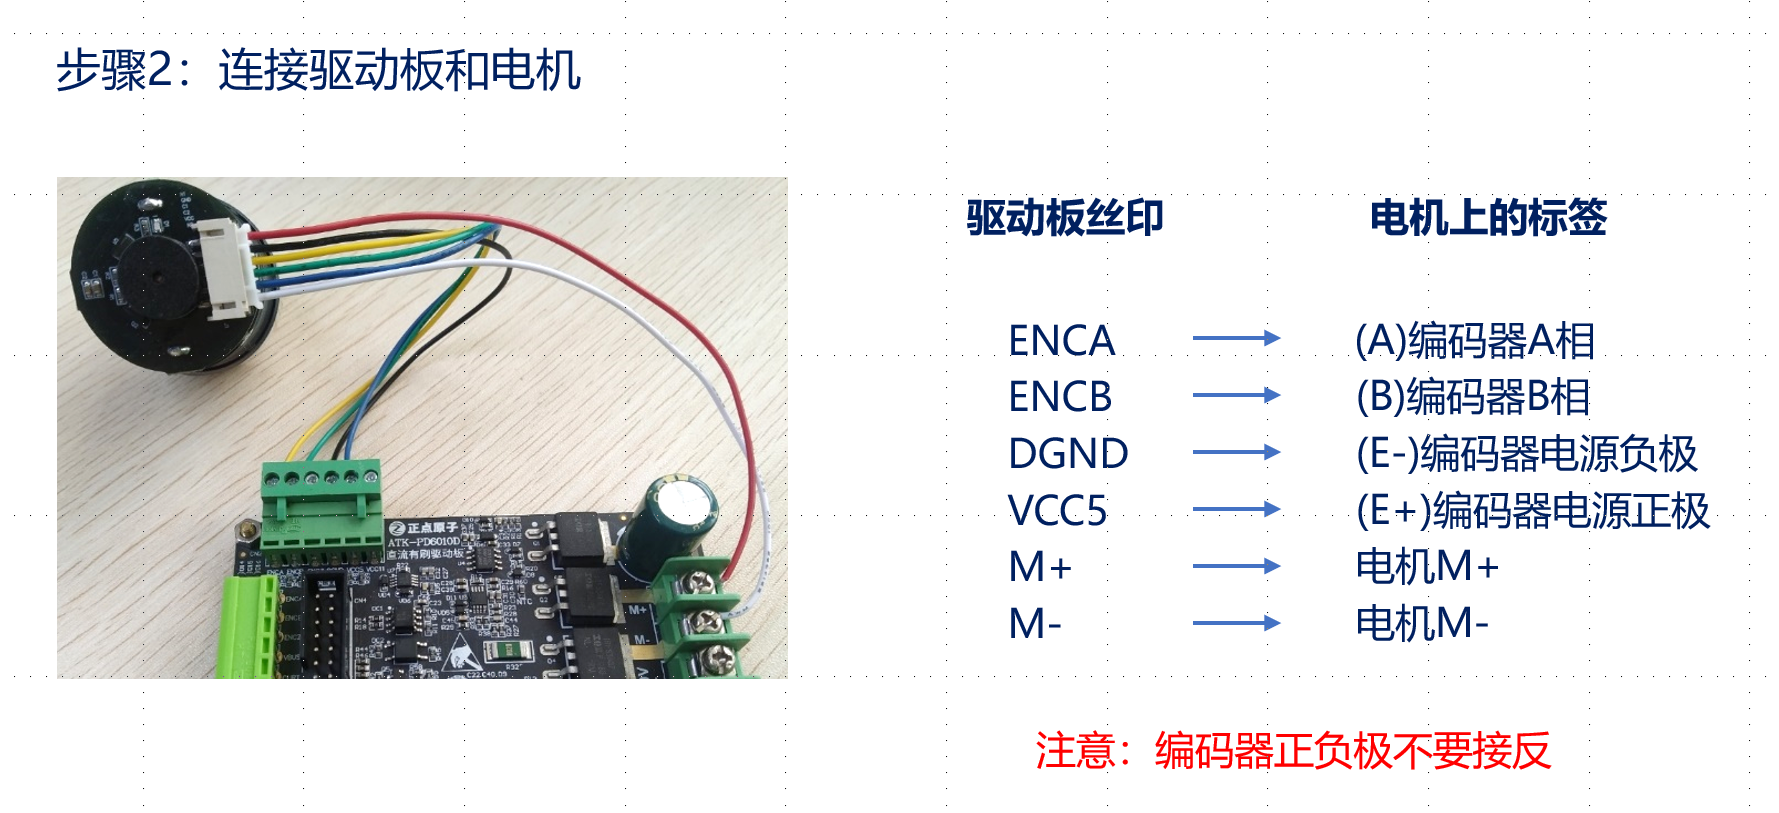 步骤2：连接驱动板和电机
驱动板丝印 电机上的标签
ENCA (A)编码器A相
ENCB (B)编码器B相
DGND (E-)编码器电源负极
VCC5 (E+)编码器电源正极
M+ 电机M+
M- 电机M-
注意：编码器正负极不要接反
正点原子
ATK-PD6010D
直流有刷驱动板
M+
M-
NTC
R32